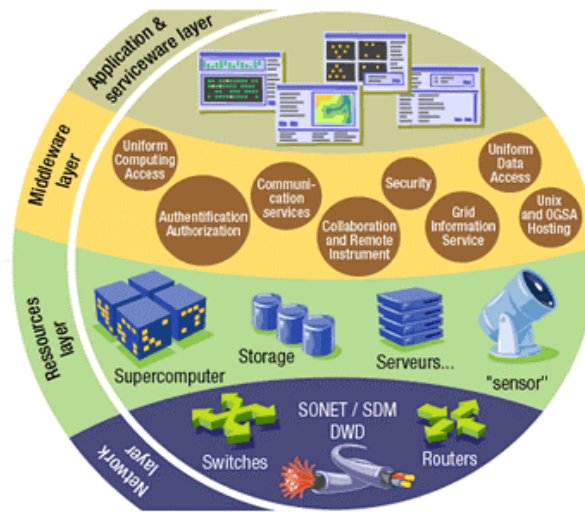 Application &
serviceware layer
Middleware
layer
Uniform
Computing
Access
Authentification
Authorization
Communi-
cation
services
Collaboration
and Remote
Instrument
Security
Grid
Information
Service
Uniform
Data
Access
Unix
and OGSA
Hosting
Ressources
layer
Supercomputer
Storage
Serveurs...
"sensor"
Network
layer
Switches
SONET / SDM
DWD
Routers